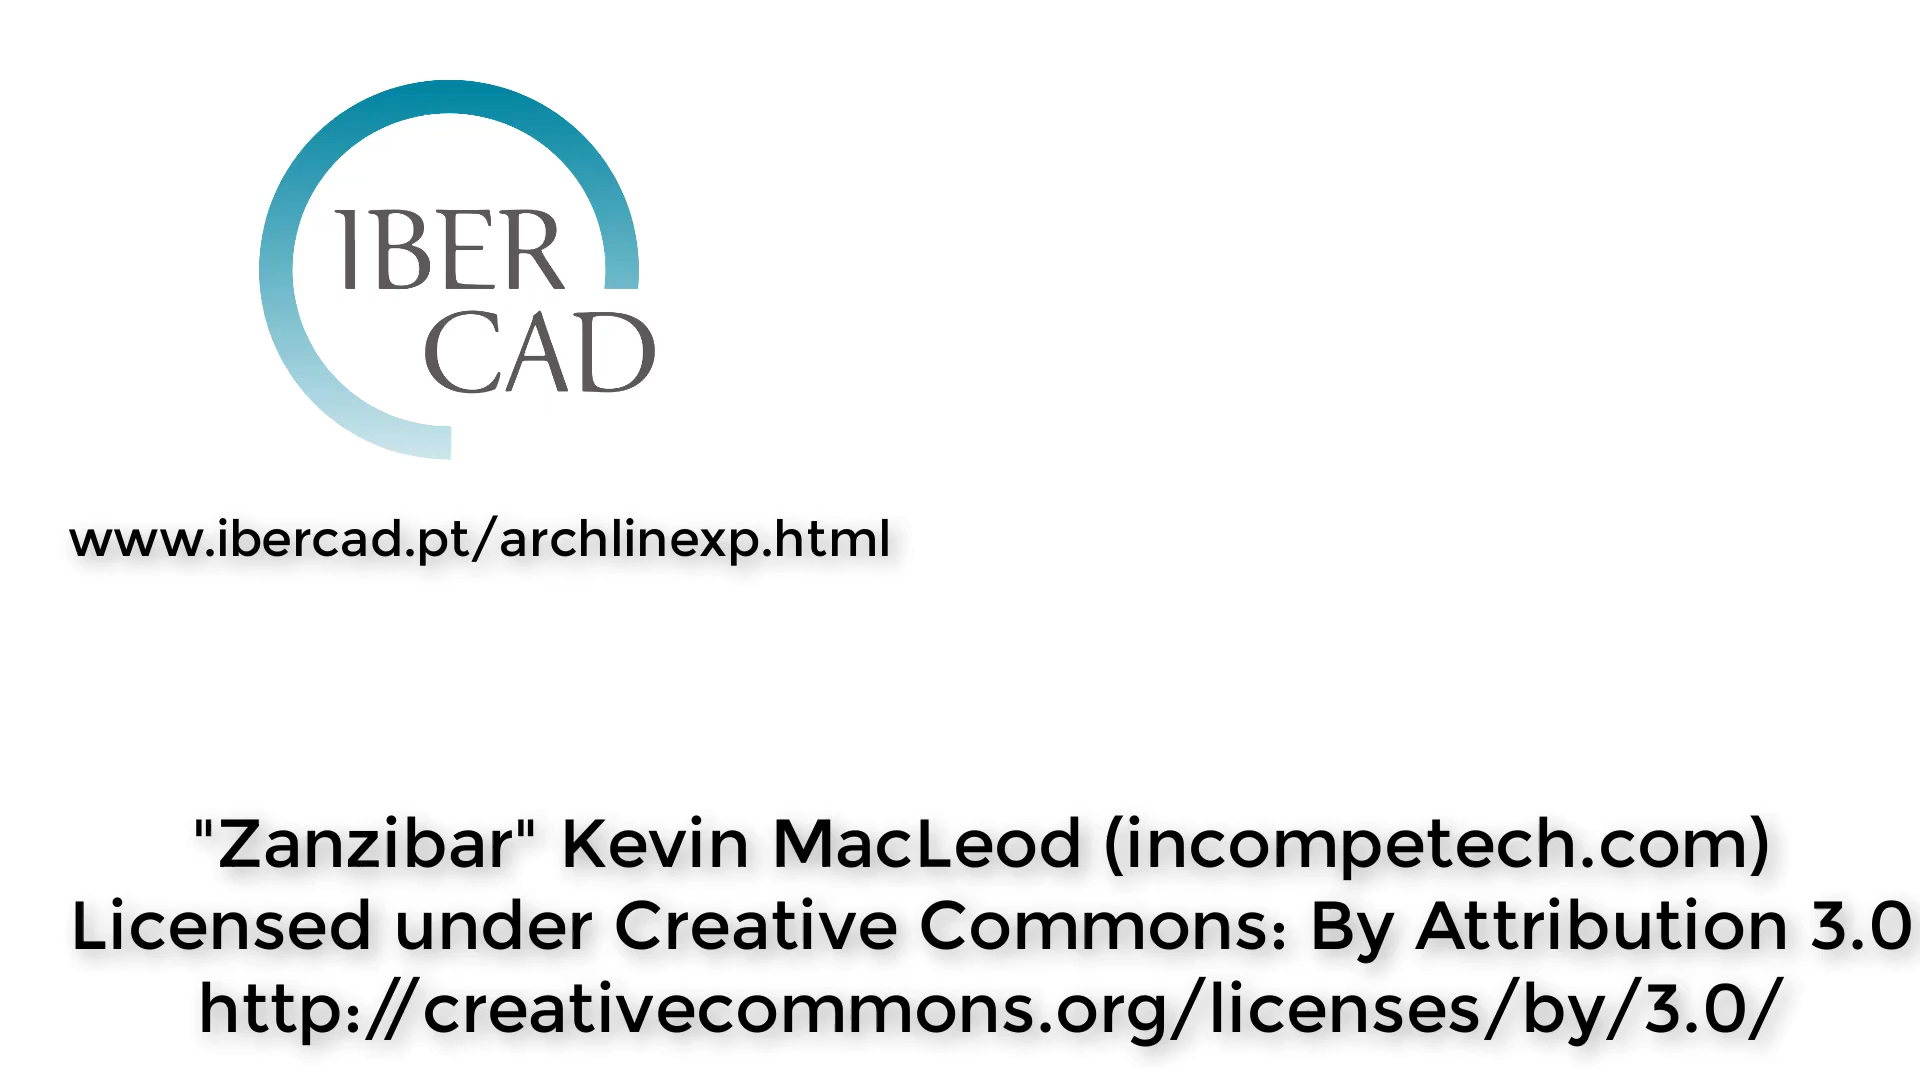 IBER
CAD
www.ibercad.pt/archlinexp.html
"Zanzibar" Kevin MacLeod (incompetech.com)
Licensed under Creative Commons: By Attribution 3.0
http://creativecommons.org/licenses/by/3.0/